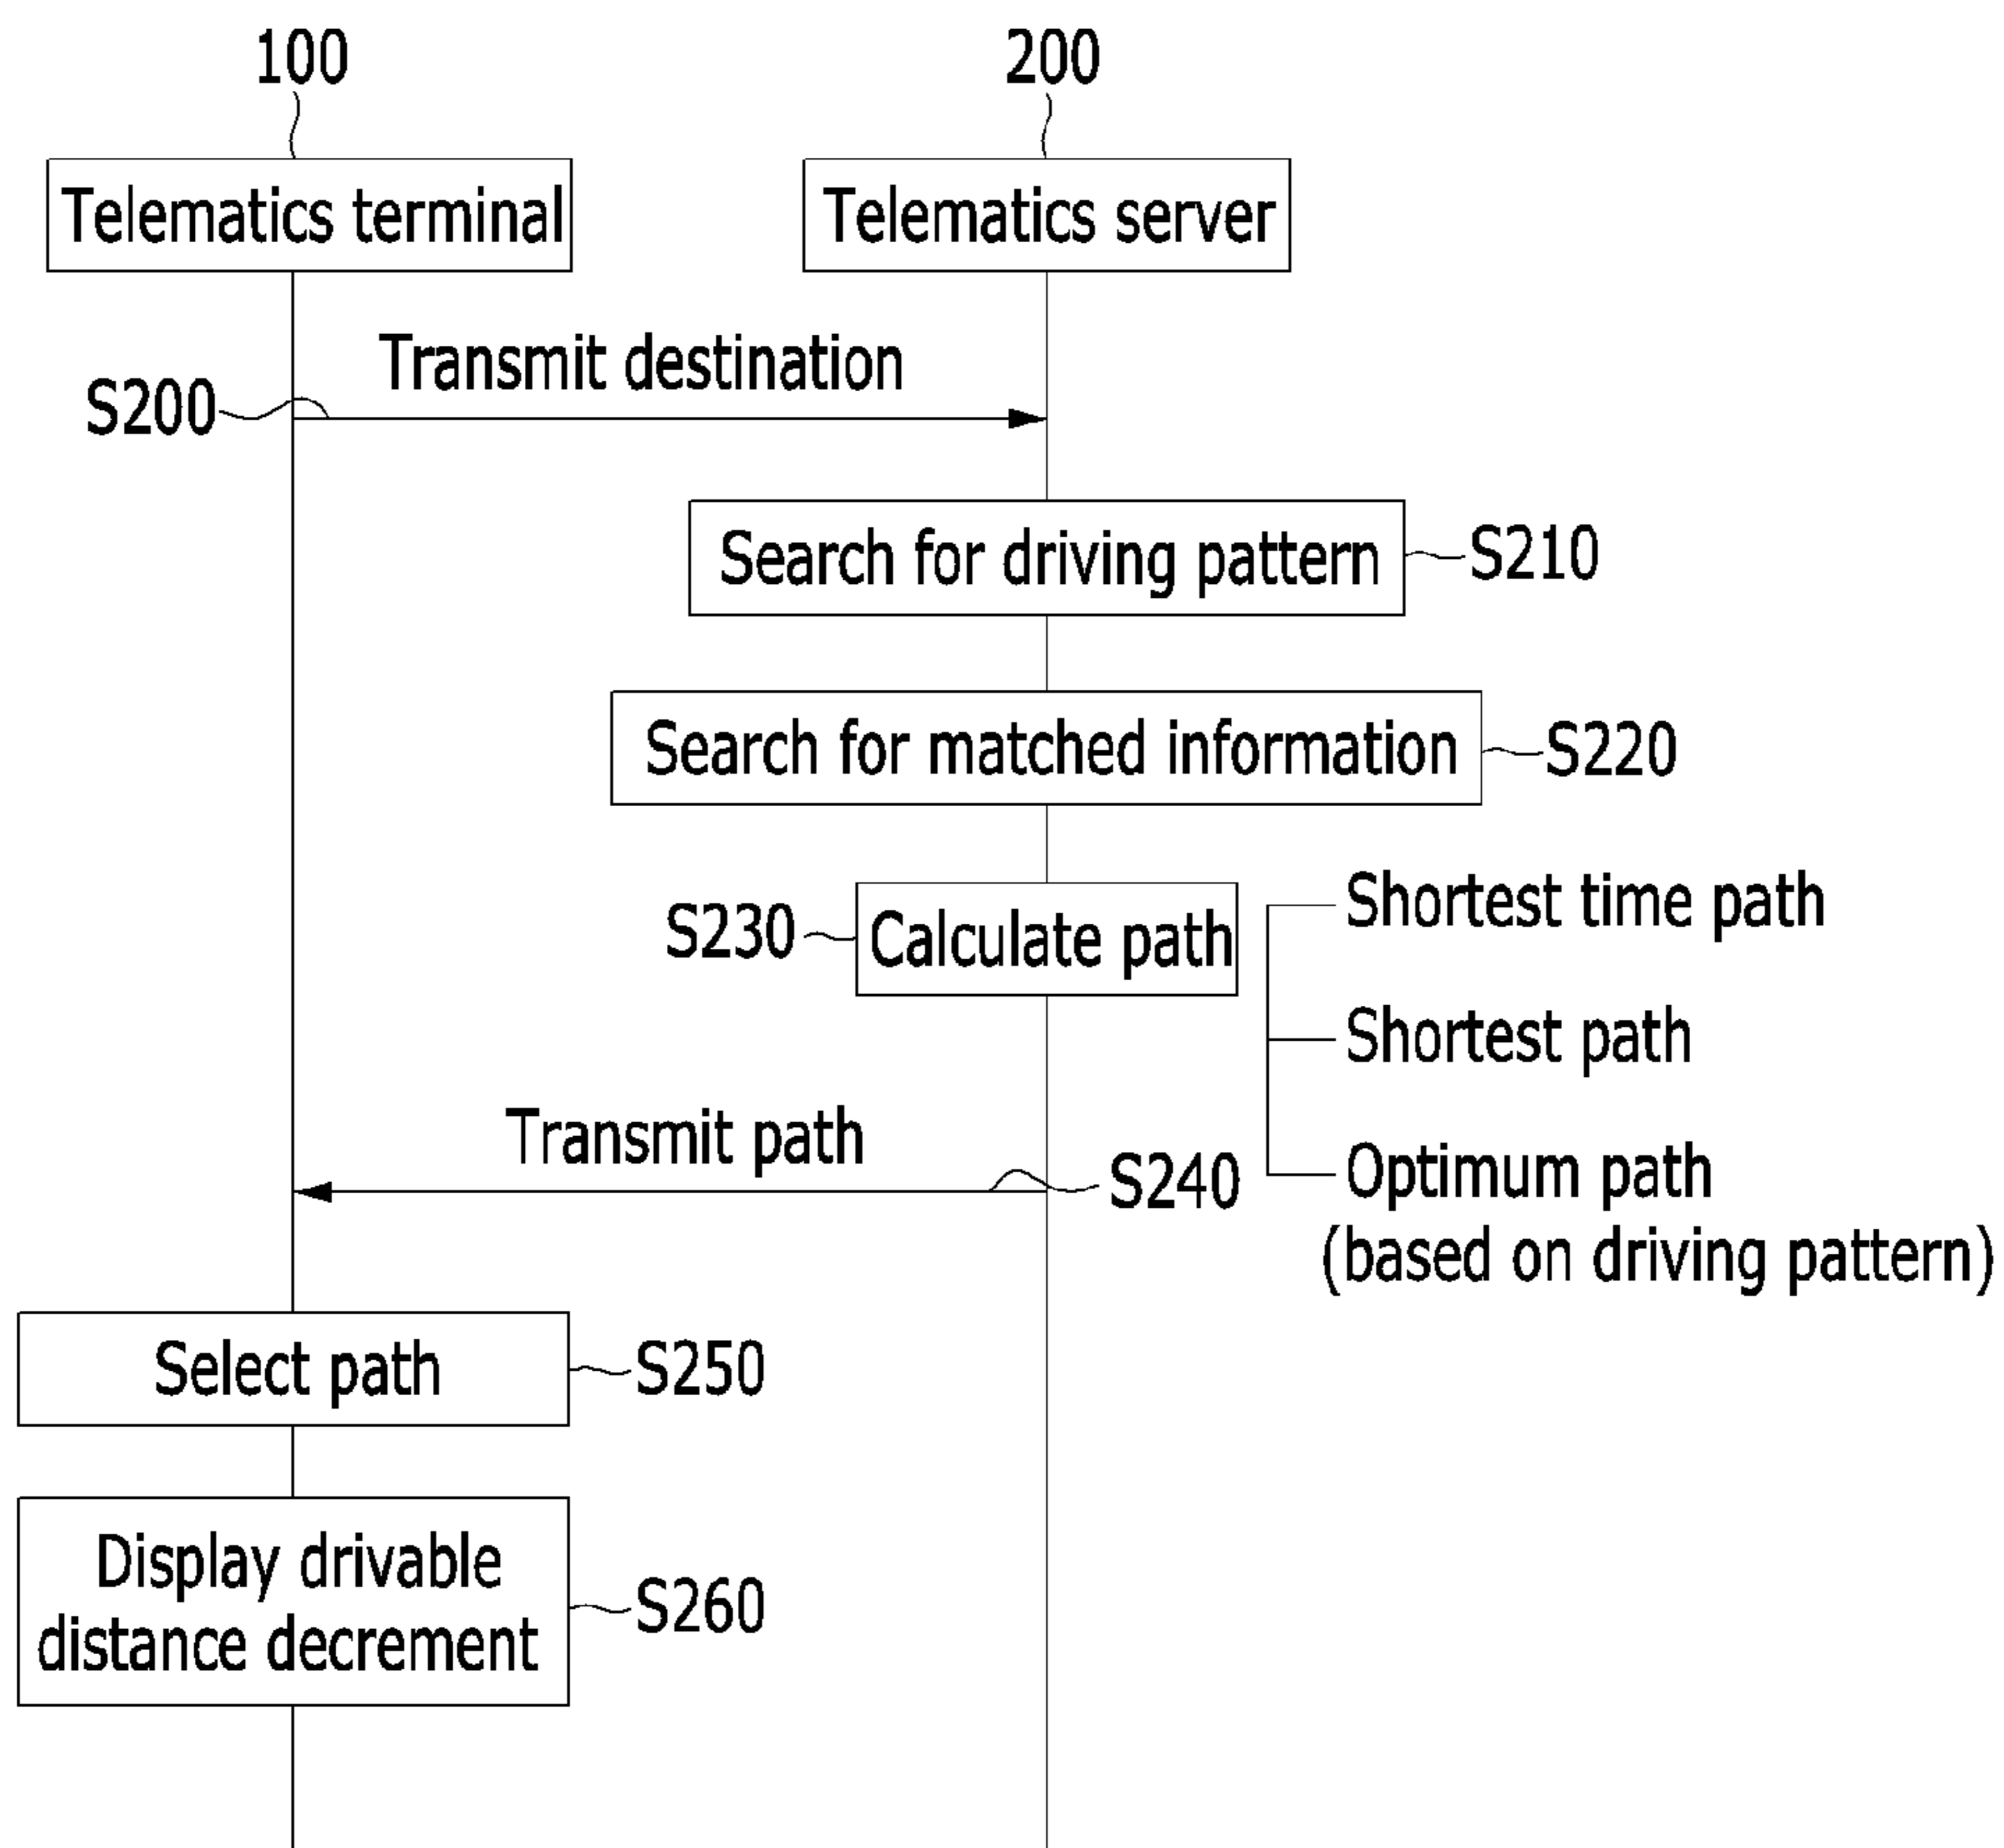 100
200
Telematics terminal
Telematics server
Transmit destination
S200
Search for driving pattern
S210
Search for matched information
S220
S230
Calculate path
Shortest time path
Shortest path
Optimum path
(based on driving pattern)
Transmit path
S240
Select path
S250
Display drivable
distance decrement
S260